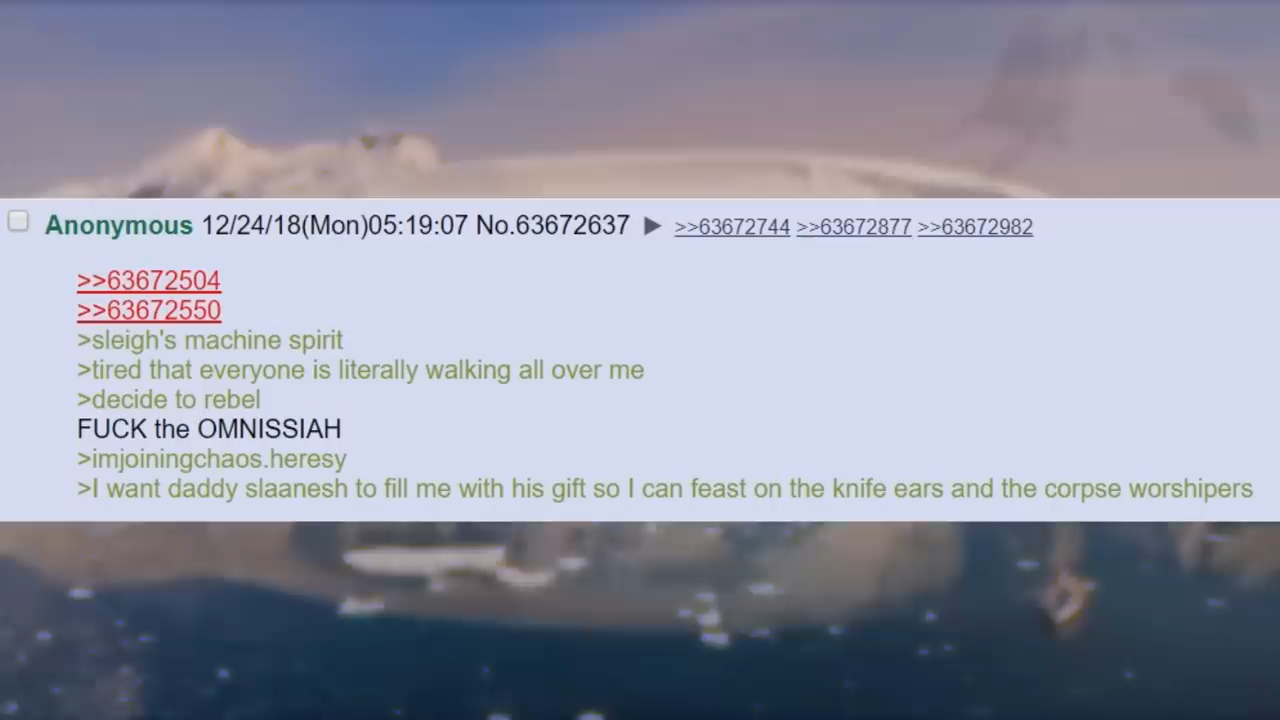 Anonymous 12/24/18(Mon)05:19:07 No.63672637 ▶ >>63672744 >>63672877 >>63672982
>>63672504
>>63672550
>sleigh's machine spirit
>tired that everyone is literally walking all over me
>decide to rebel
FUCK the OMNISSIAH
>imjoiningchaos.heresy
>I want daddy slaanesh to fill me with his gift so I can feast on the knife ears and the corpse worshipers